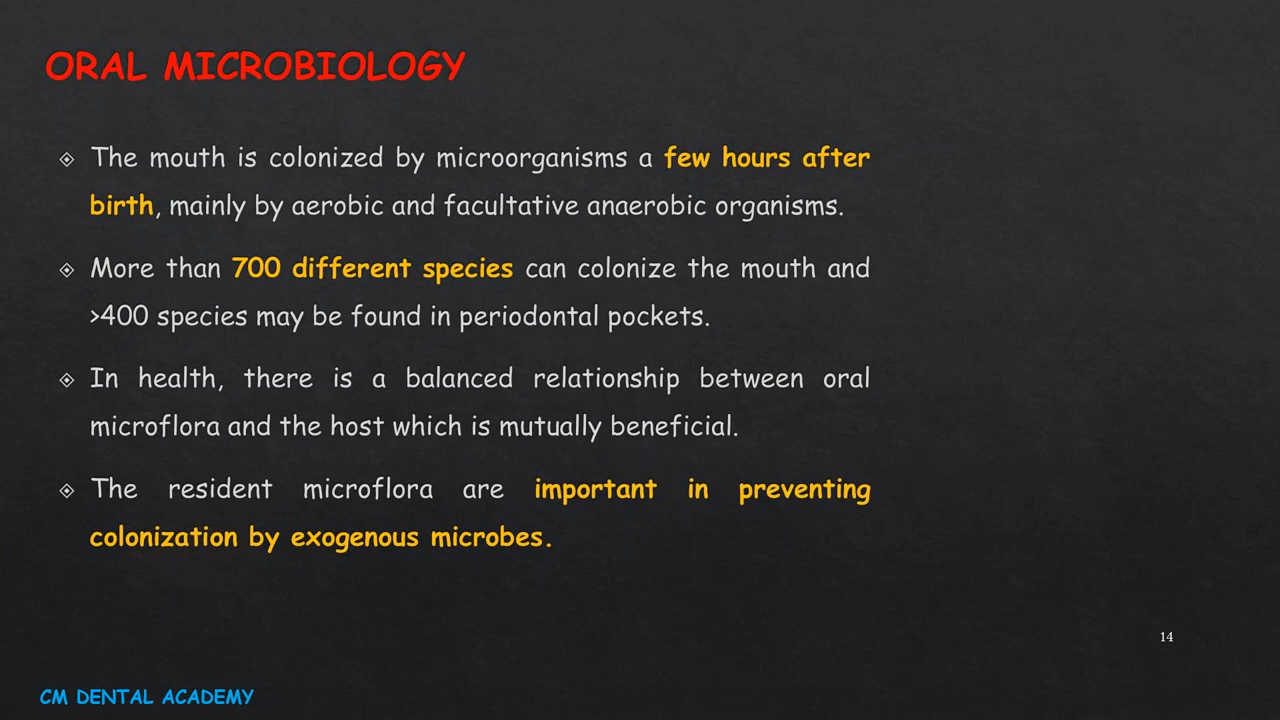 ORAL MICROBIOLOGY
The mouth is colonized by microorganisms a few hours after
birth, mainly by aerobic and facultative anaerobic organisms.
More than 700 different species can colonize the mouth and
>400 species may be found in periodontal pockets.
In health, there is a balanced relationship between oral
microflora and the host which is mutually beneficial.
The resident microflora are important in preventing
colonization by exogenous microbes.
14
CM DENTAL ACADEMY